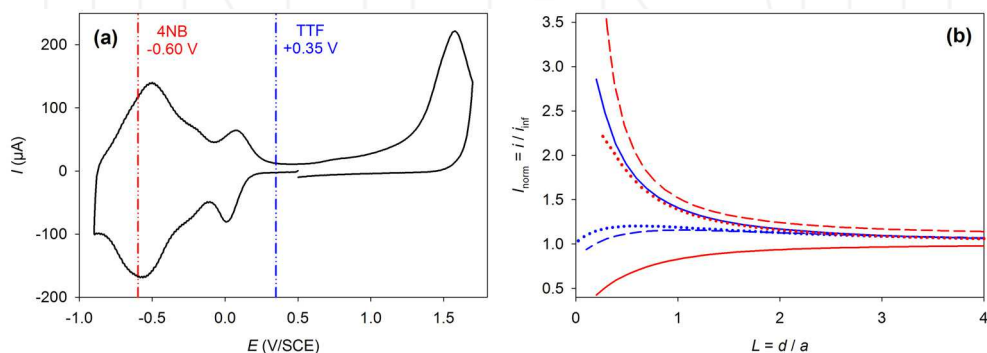 (a)
4NB
-0.60 V
TTF
+0.35 V
200
100
0
-100
-200
I (µA)
-1.0 -0.5 0.0 0.5 1.0 1.5
E (V/SCE)
(b)
3.5
3.0
2.5
2.0
1.5
1.0
0.5
Inorm = i / iinf
0 1 2 3 4
L = d / a